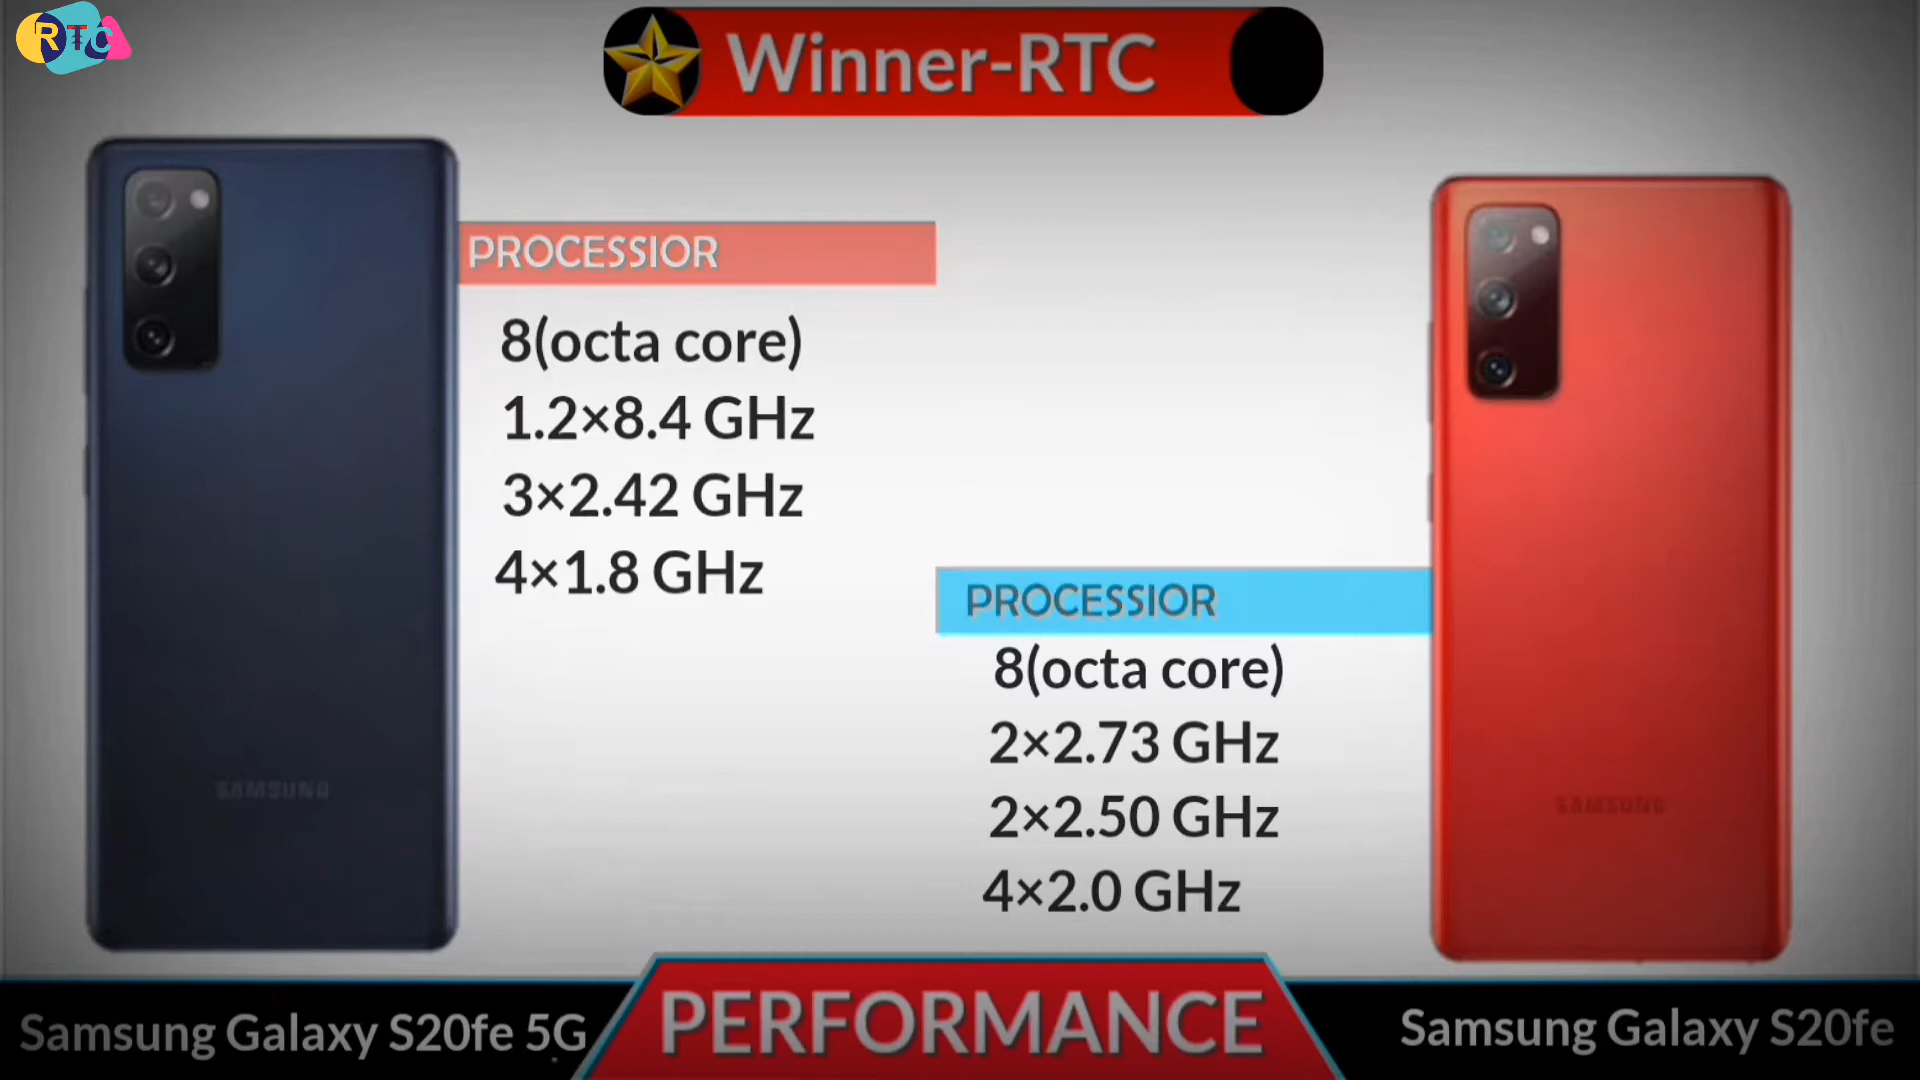 RTC
Winner-RTC
PROCESSIOR
8(octa core)
1.2×8.4 GHz
3×2.42 GHz
4×1.8 GHz
PROCESSIOR
8(octa core)
2×2.73 GHz
2×2.50 GHz
4×2.0 GHz
SAMSUNG
SAMSUNG
Samsung Galaxy S20fe 5G
PERFORMANCE
Samsung Galaxy S20fe